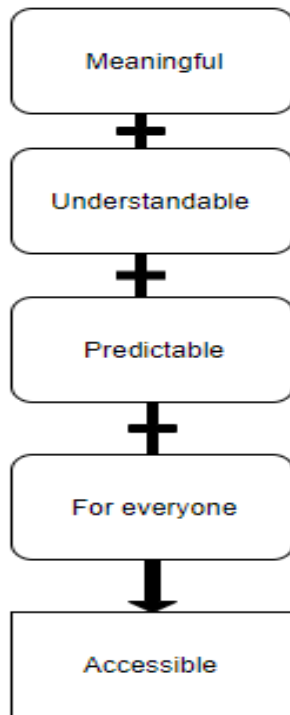 Meaningful
Understandable
Predictable
For everyone
Accessible